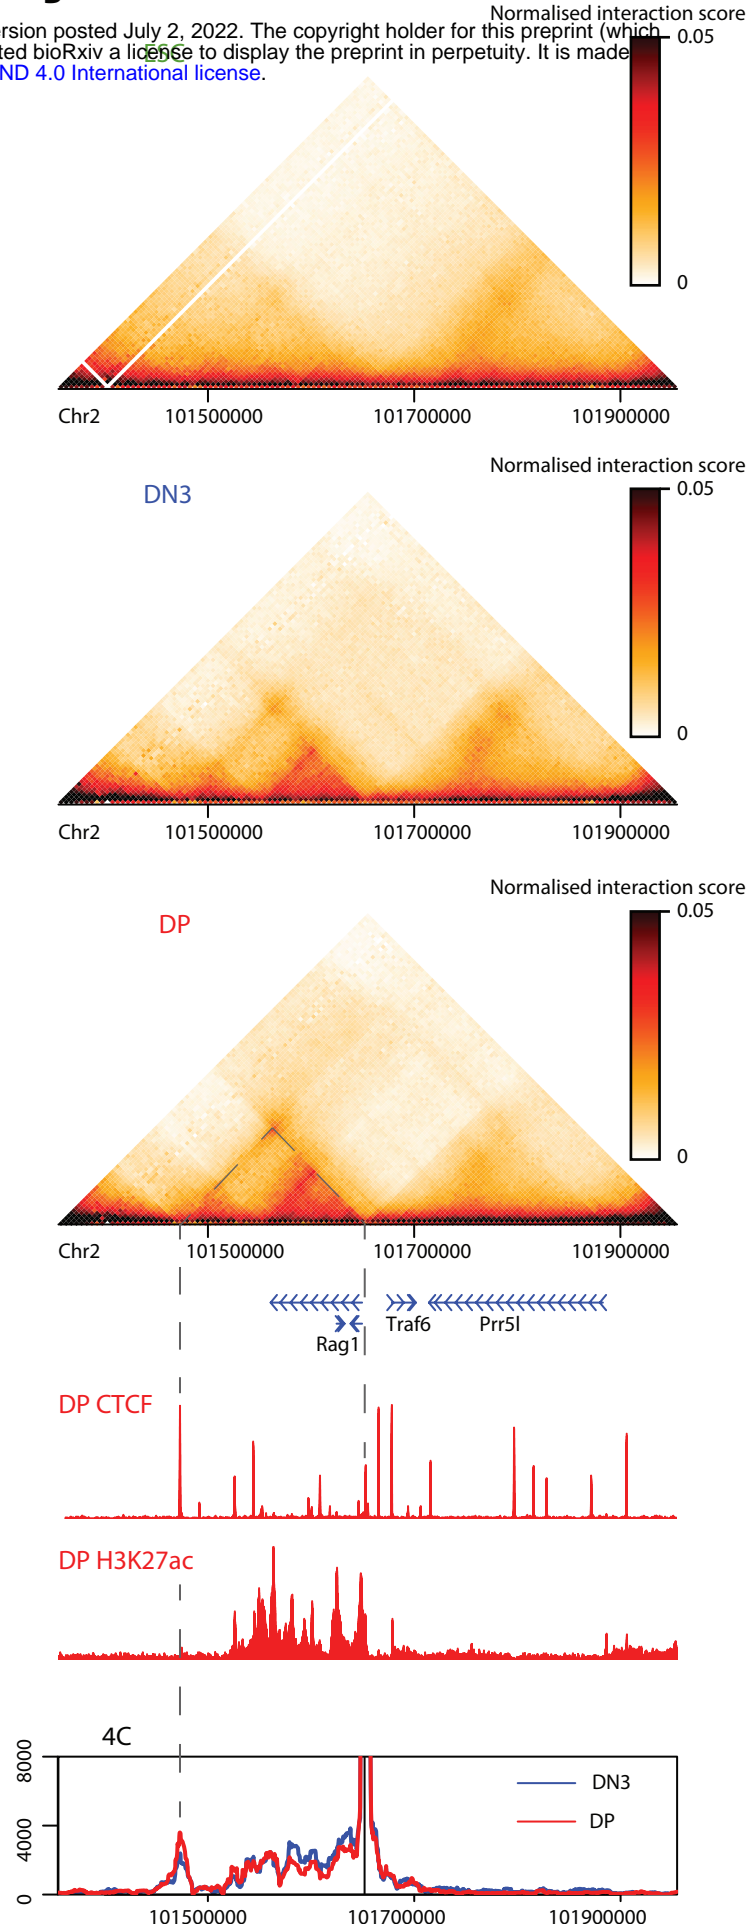 Normalised interaction score
ersion posted July 2, 2022. The copyright holder for this preprint (which
ted bioRxiv a license to display the preprint in perpetuity. It is made
ND 4.0 International license.
ESC
0.05
0
Chr2 101500000 101700000 101900000
Normalised interaction score
DN3
0.05
0
Chr2 101500000 101700000 101900000
Normalised interaction score
DP
0.05
0
Chr2 101500000 101700000 101900000
Traf6 Prr5l
Rag1
DP CTCF
DP H3K27ac
4C
8000
4000
0
DN3
DP
101500000 101700000 101900000